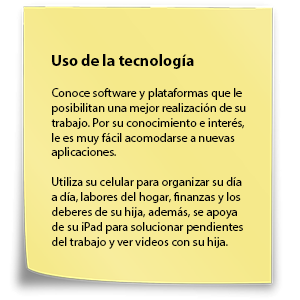 Uso de la tecnología
Conoce software y plataformas que le
posibilitan una mejor realización de su
trabajo. Por su conocimiento e interés,
le es muy fácil acomodarse a nuevas
aplicaciones.
Utiliza su celular para organizar su día
a día, labores del hogar, finanzas y los
deberes de su hija, además, se apoya
de su iPad para solucionar pendientes
del trabajo y ver videos con su hija.